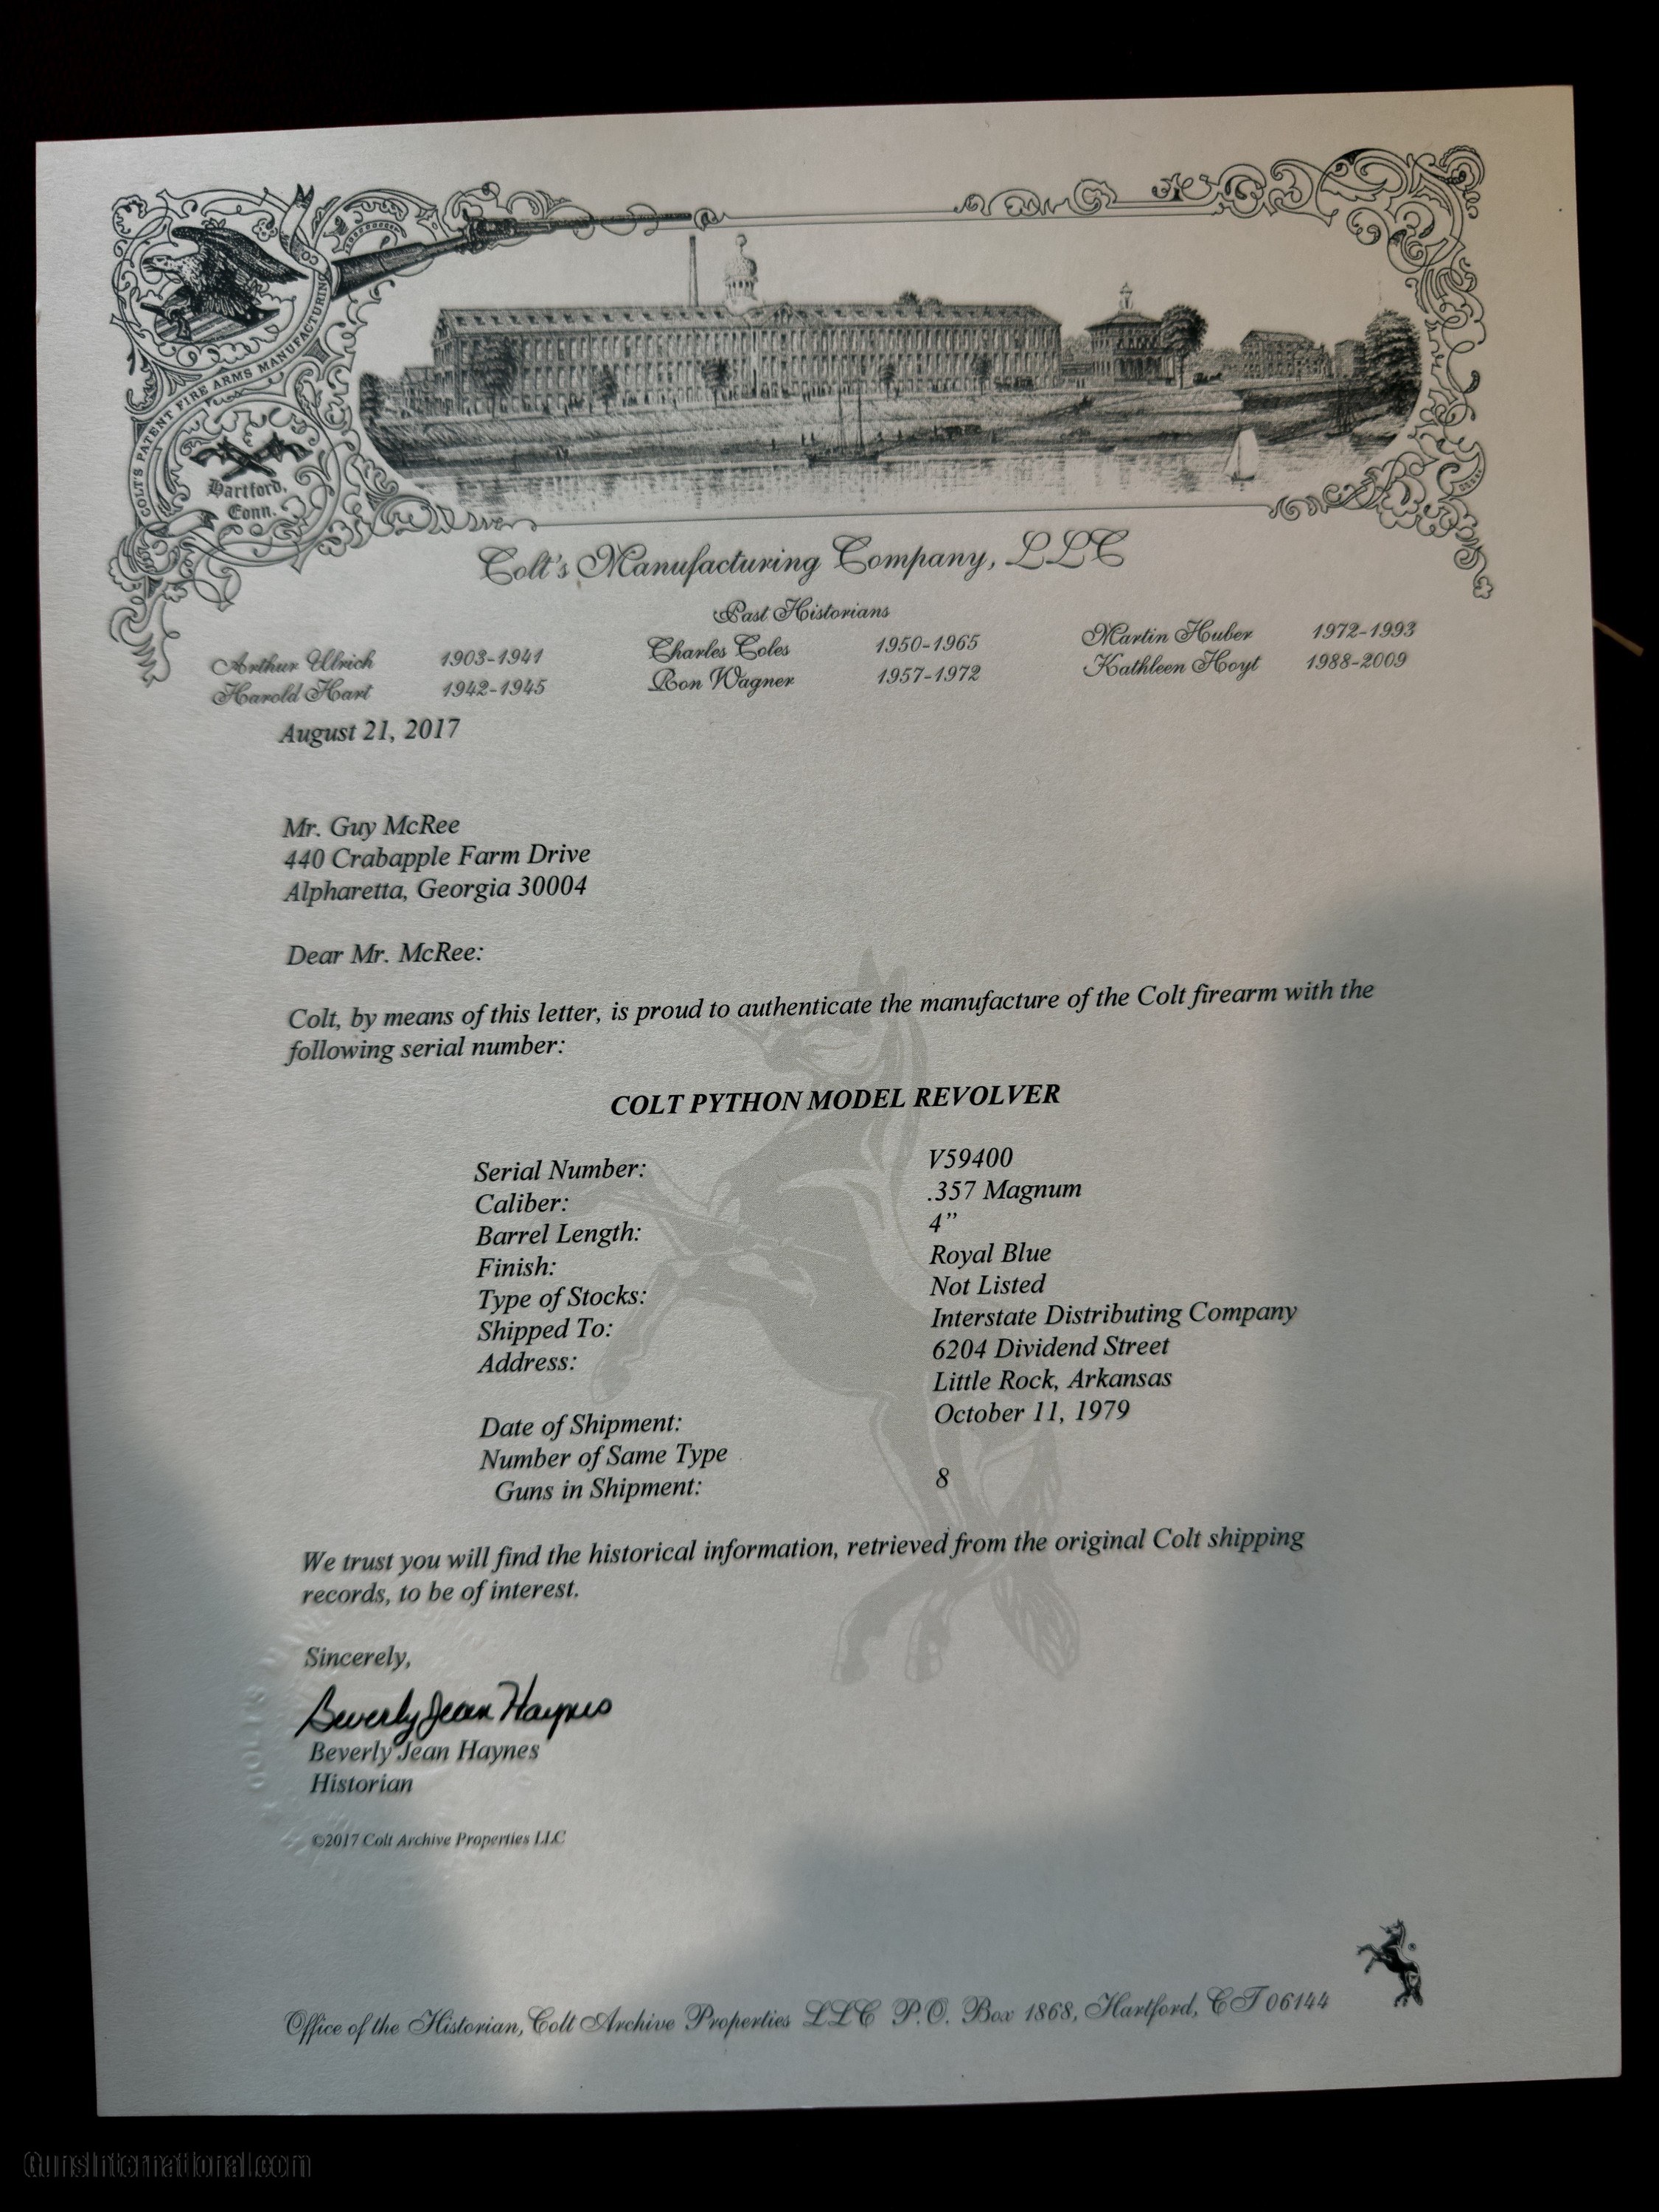 COLT'S PATENT FIRE ARMS MANUFACTURING CO
Hartford,
Conn.
Colt's Manufacturing Company, LLC
Past Historians
Arthur Ulrich 1903-1941 Charles Coles 1950-1965 Martin Huber 1972-1993
Harold Hart 1942-1945 Ron Wagner 1957-1972 Kathleen Hoyt 1988-2009
August 21, 2017
Mr. Guy McRee
440 Crabapple Farm Drive
Alpharetta, Georgia 30004
Dear Mr. McRee:
Colt, by means of this letter, is proud to authenticate the manufacture of the Colt firearm with the
following serial number:
COLT PYTHON MODEL REVOLVER
Serial Number: V59400
Caliber: .357 Magnum
Barrel Length: 4”
Finish: Royal Blue
Type of Stocks: Not Listed
Shipped To: Interstate Distributing Company
Address: 6204 Dividend Street
Little Rock, Arkansas
Date of Shipment: October 11, 1979
Number of Same Type
Guns in Shipment: 8
We trust you will find the historical information, retrieved from the original Colt shipping
records, to be of interest.
Sincerely,
Beverly Jean Haynes
Beverly Jean Haynes
Historian
©2017 Colt Archive Properties LLC
Office of the Historian, Colt Archive Properties LLC P.O. Box 1868, Hartford, CT 06144
GunsInternational.com